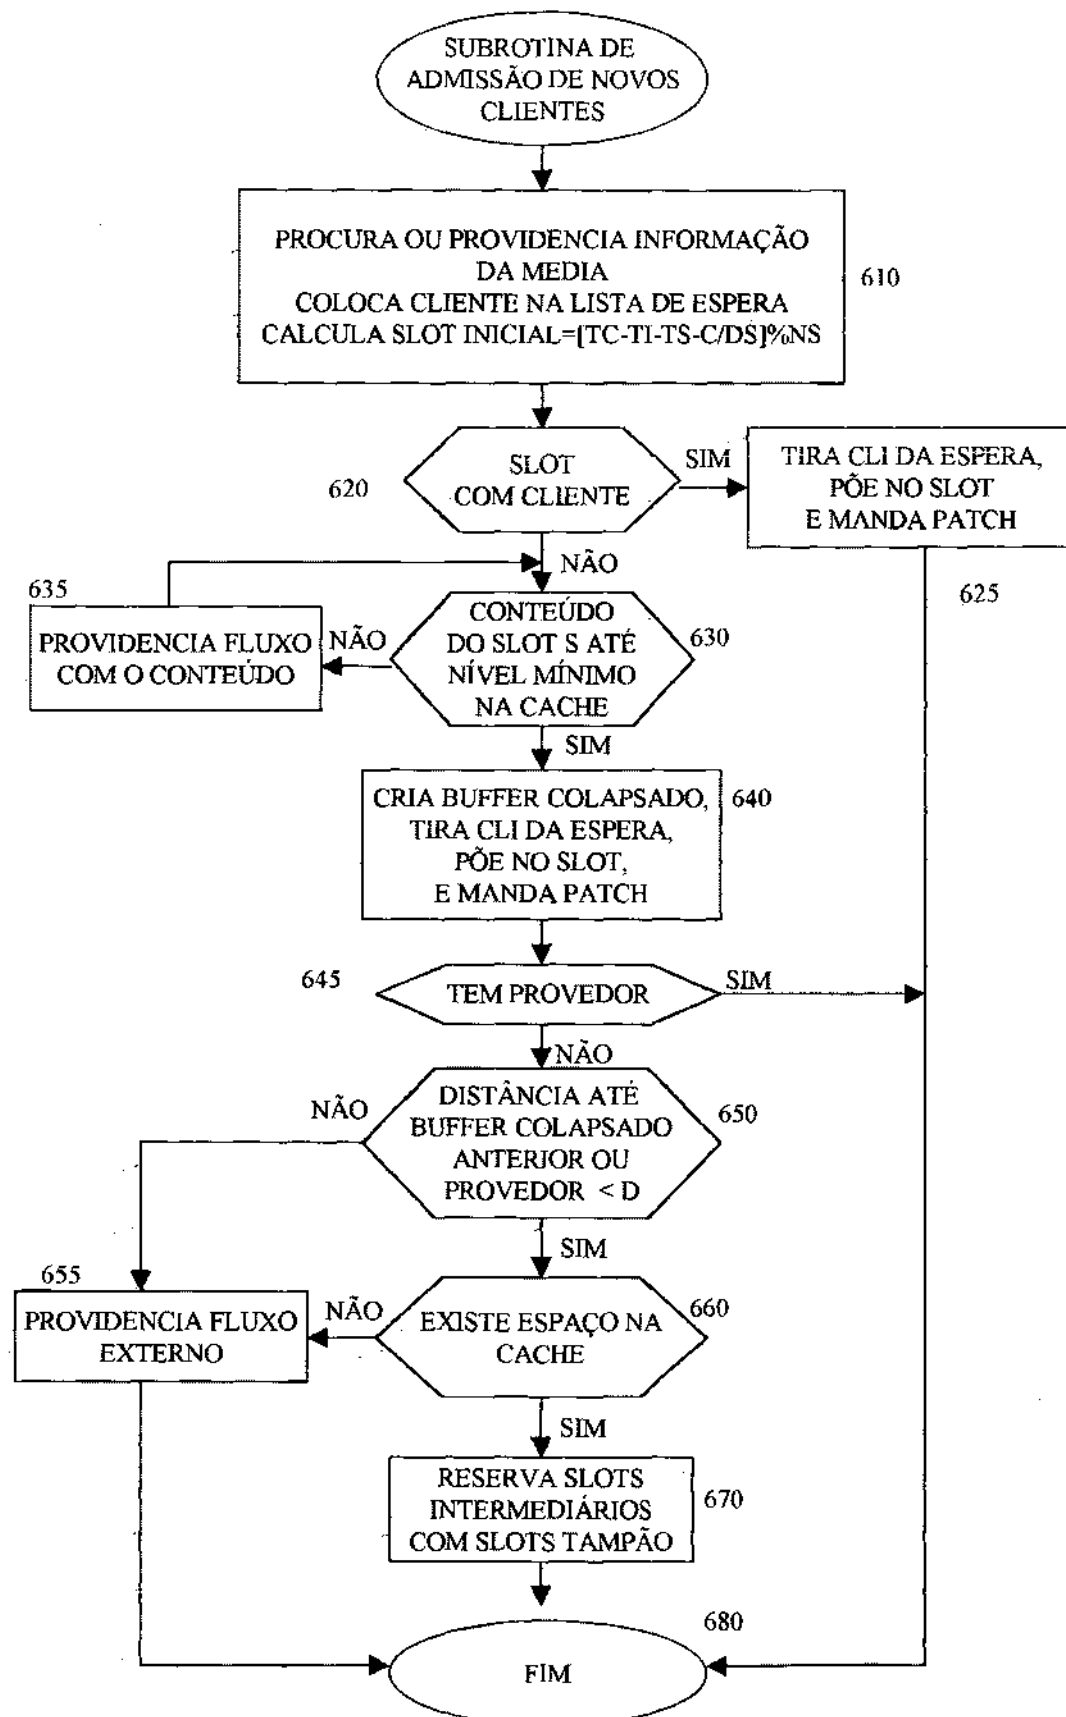 SUBROTINA DE
ADMISSÃO DE NOVOS
CLIENTES
PROCURA OU PROVIDENCIA INFORMAÇÃO
DA MEDIA
COLOCA CLIENTE NA LISTA DE ESPERA
CALCULA SLOT INICIAL=[TC-TI-TS-C/DS]%NS
610
SLOT
COM CLIENTE
620
SIM
TIRA CLI DA ESPERA,
PÕE NO SLOT
E MANDA PATCH
625
NÃO
635
PROVIDENCIA FLUXO
COM O CONTEÚDO
NÃO
CONTEÚDO
DO SLOT S ATÉ
NÍVEL MÍNIMO
NA CACHE
630
SIM
CRIA BUFFER COLAPSADO,
TIRA CLI DA ESPERA,
PÕE NO SLOT,
E MANDA PATCH
640
645
TEM PROVEDOR
SIM
NÃO
NÃO
DISTÂNCIA ATÉ
BUFFER COLAPSADO
ANTERIOR OU
PROVEDOR < D
650
SIM
655
PROVIDENCIA FLUXO
EXTERNO
NÃO
EXISTE ESPAÇO NA
CACHE
660
SIM
RESERVA SLOTS
INTERMEDIÁRIOS
COM SLOTS TAMPÃO
670
680
FIM